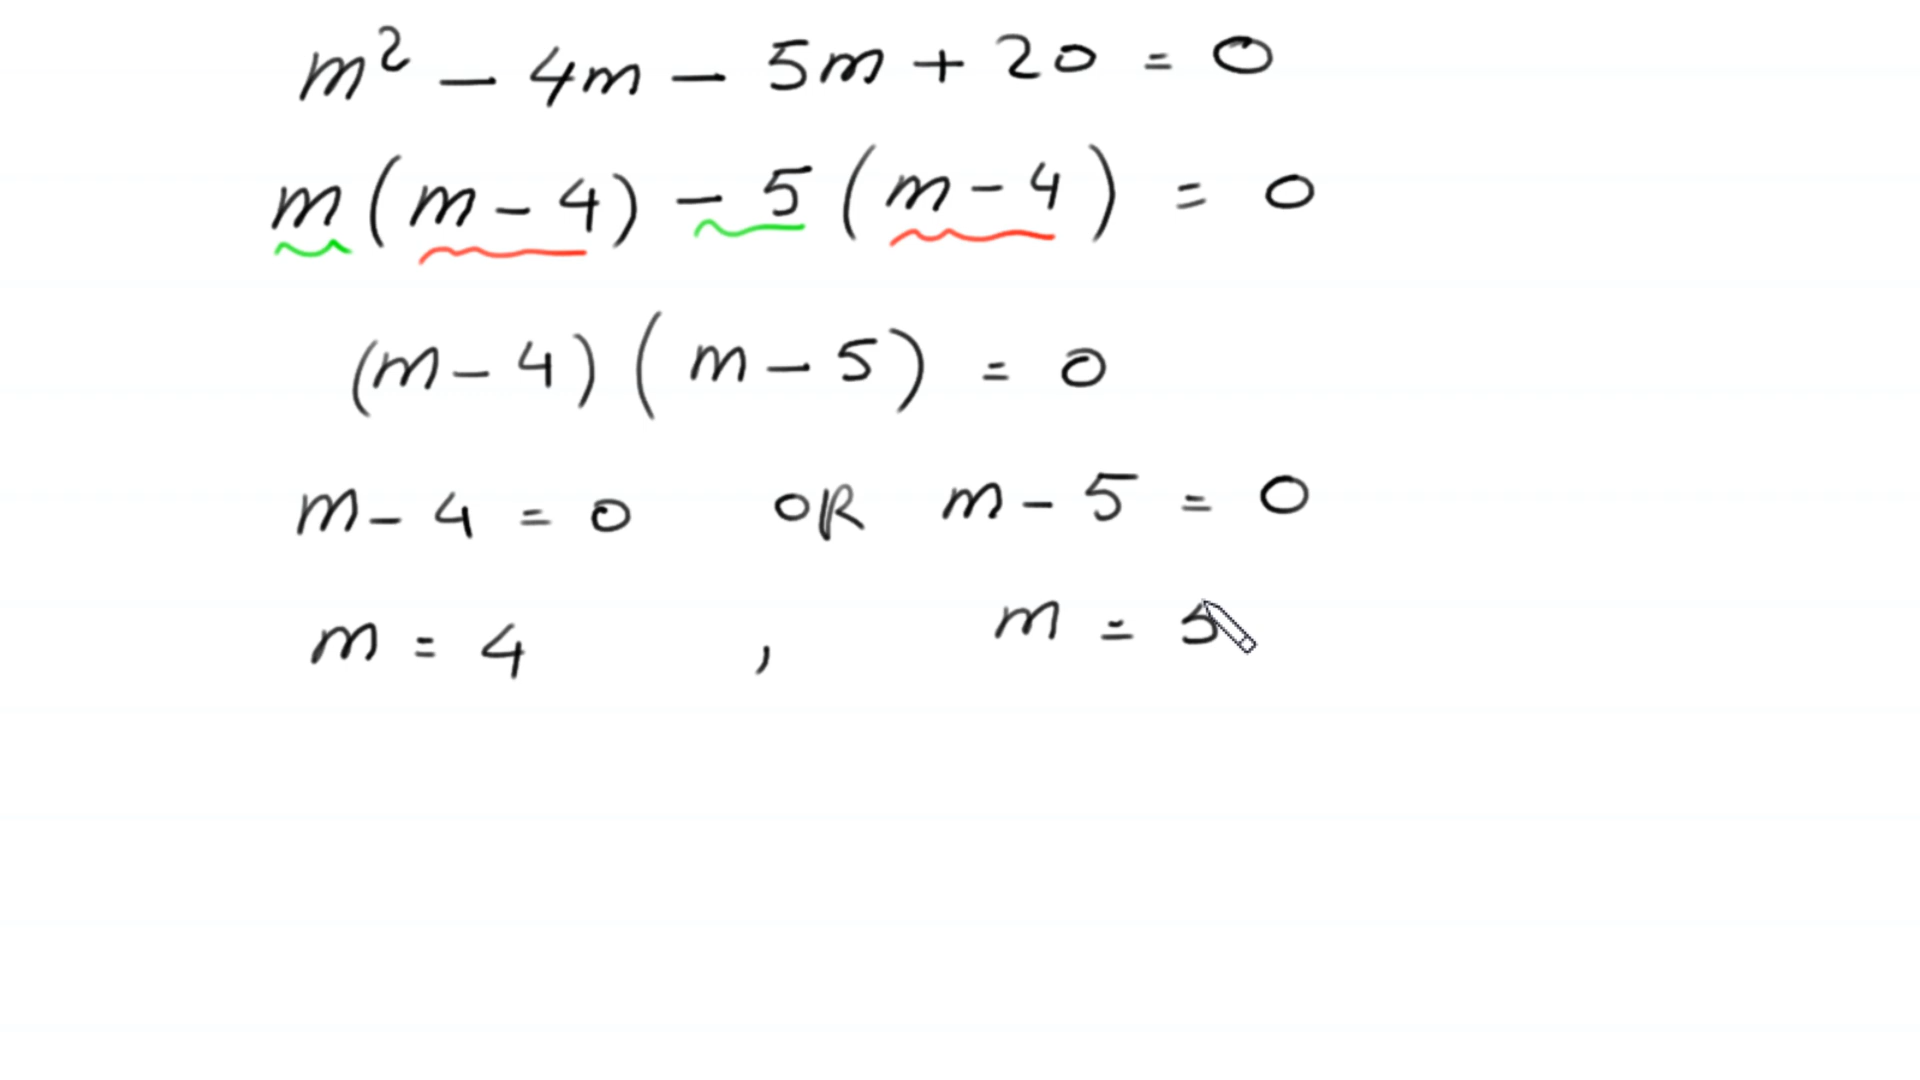 m² - 4m - 5m + 20 = 0
m(m - 4) - 5(m - 4) = 0
(m - 4)(m - 5) = 0
m - 4 = 0 OR m - 5 = 0
m = 4 , m = 5